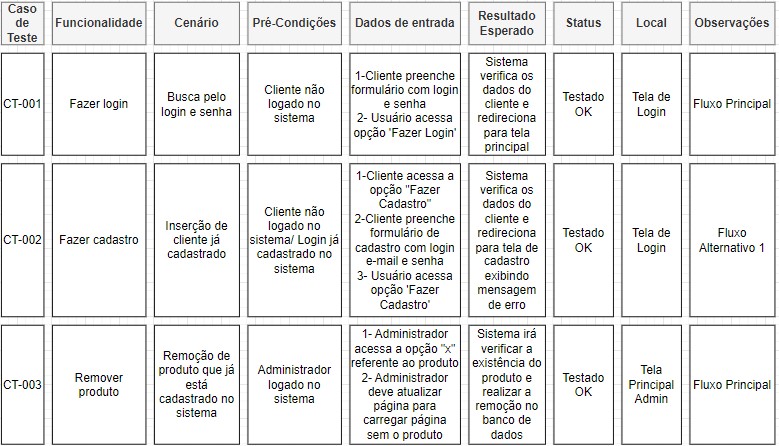 Caso
de
Teste
Funcionalidade
Cenário
Pré-Condições
Dados de entrada
Resultado
Esperado
Status
Local
Observações
CT-001
Fazer login
Busca pelo
login e senha
Cliente não
logado no
sistema
1-Cliente preenche
formulário com login
e senha
2- Usuário acessa
opção 'Fazer Login'
Sistema
verifica os
dados do
cliente e
redireciona
para tela
principal
Testado
OK
Tela de
Login
Fluxo Principal
CT-002
Fazer cadastro
Inserção de
cliente já
cadastrado
Cliente não
logado no
sistema/ Login já
cadastrado no
sistema
1-Cliente acessa a
opção "Fazer
Cadastro"
2-Cliente preenche
formulário de
cadastro com login
e-mail e senha
3- Usuário acessa
opção 'Fazer
Cadastro'
Sistema
verifica os
dados do
cliente e
redireciona
para tela de
cadastro
exibindo
mensagem
de erro
Testado
OK
Tela de
Login
Fluxo
Alternativo 1
CT-003
Remover
produto
Remoção de
produto que já
está
cadastrado no
sistema
Administrador
logado no
sistema
1- Administrador
acessa a opção "x"
referente ao produto
2- Administrador
deve atualizar
página para
carregar página
sem o produto
Sistema irá
verificar a
existência do
produto e
realizar a
remoção no
banco de
dados
Testado
OK
Tela
Principal
Admin
Fluxo Principal